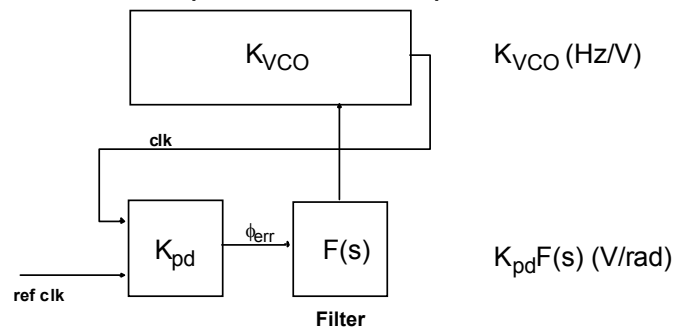 K_VCO K_VCO (Hz/V)
clk
K_pd ϕ_err F(s) K_pdF(s) (V/rad)
ref clk
Filter